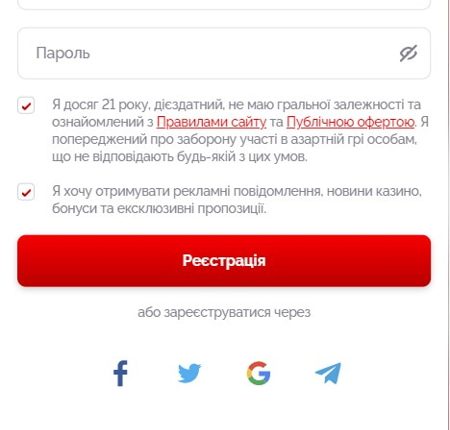 Пароль
Я досяг 21 року, дієздатний, не маю гральної залежності та
ознайомлений з Правилами сайту та Публічною офертою. Я
попереджений про заборону участі в азартній грі особам,
що не відповідають будь-якій з цих умов.
Я хочу отримувати рекламні повідомлення, новини казино,
бонуси та ексклюзивні пропозиції.
Реєстрація
або зареєструватися через